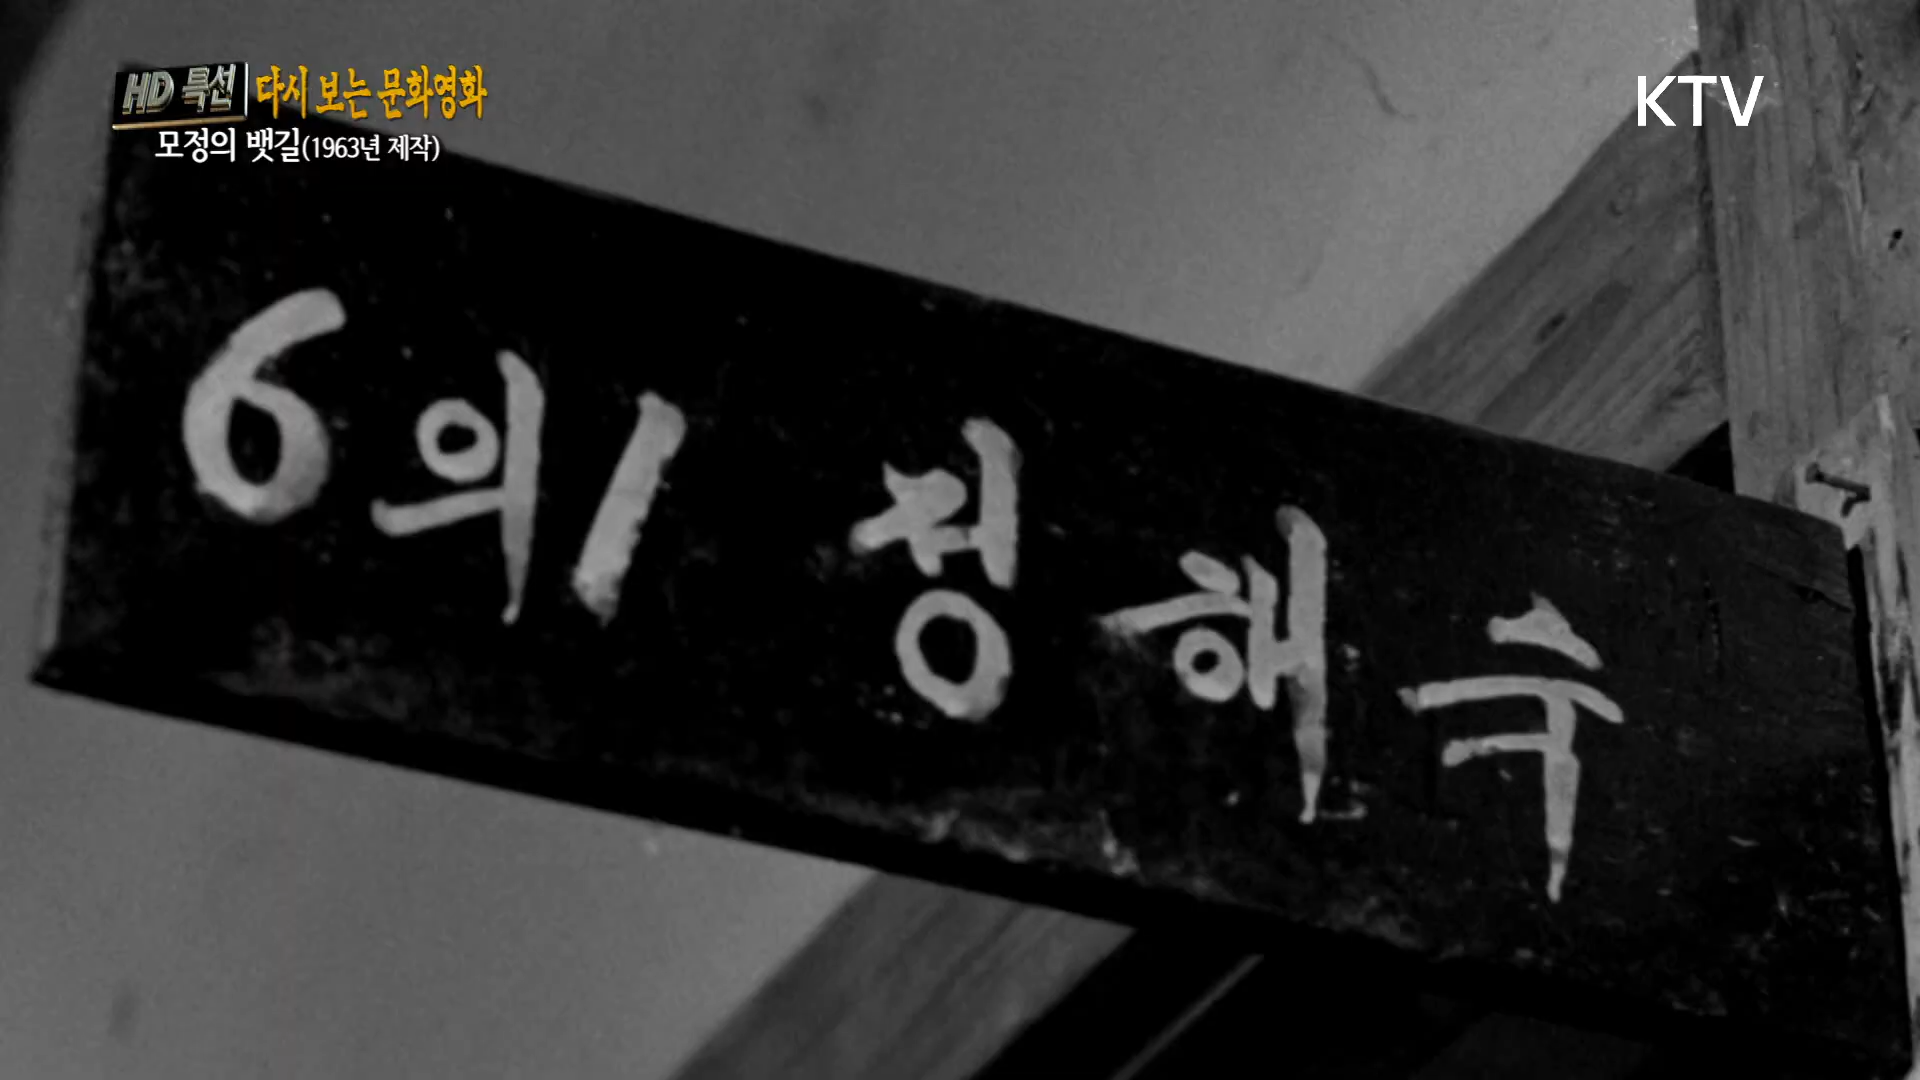 HD 특선 다시 보는 문화영화
모정의 뱃길(1963년 제작)
KTV
6의1 정해수